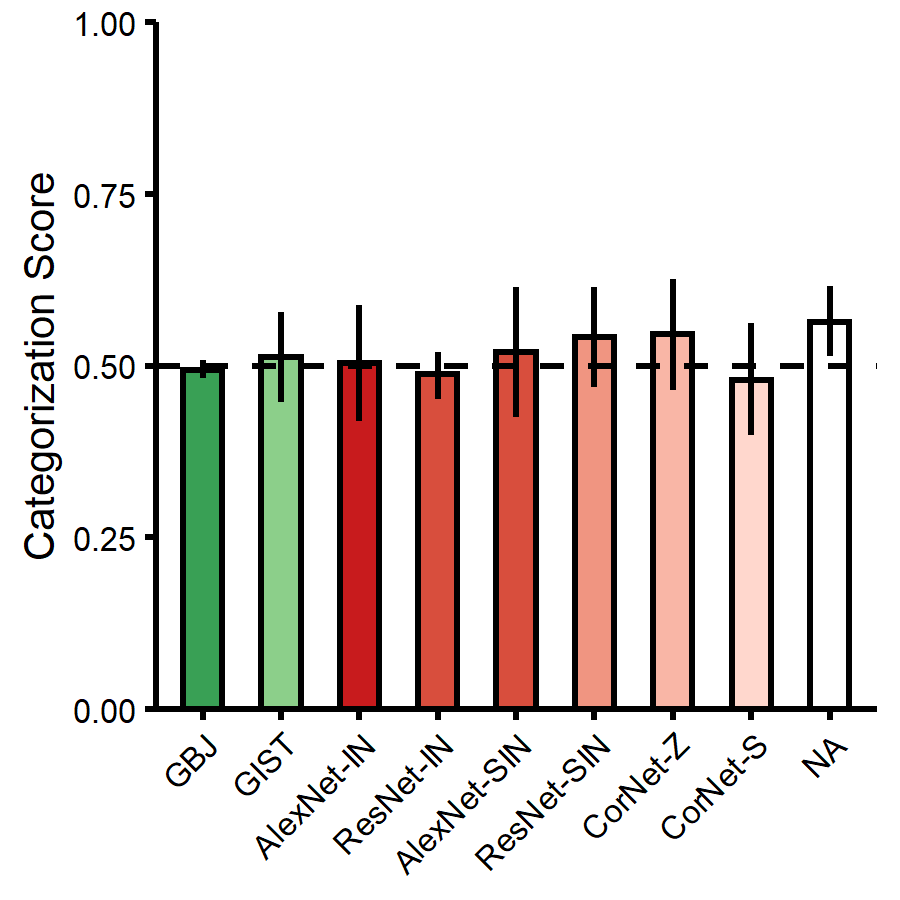 1.00
0.75
0.50
0.25
0.00
Categorization Score
GBJ
GIST
AlexNet-IN
ResNet-IN
AlexNet-SIN
ResNet-SIN
CorNet-Z
CorNet-S
NA